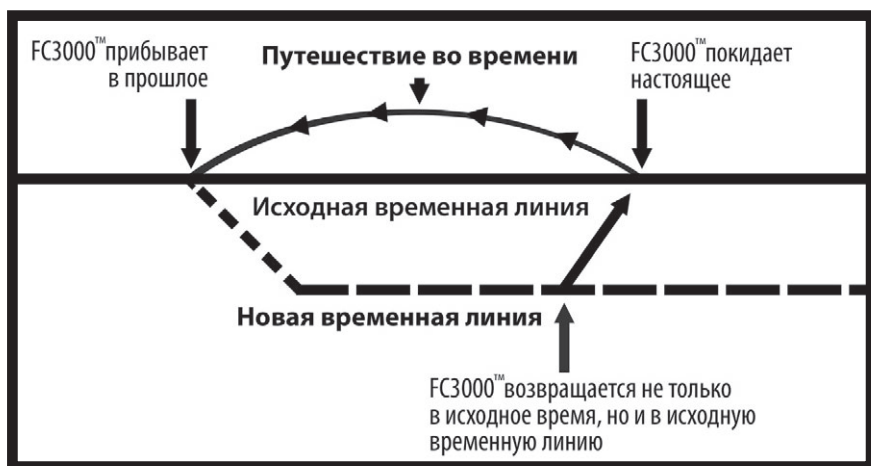 FC3000™ прибывает
в прошлое
Путешествие во времени
FC3000™ покидает
настоящее
Исходная временная линия
Новая временная линия
FC3000™ возвращается не только
в исходное время, но и в исходную
временную линию